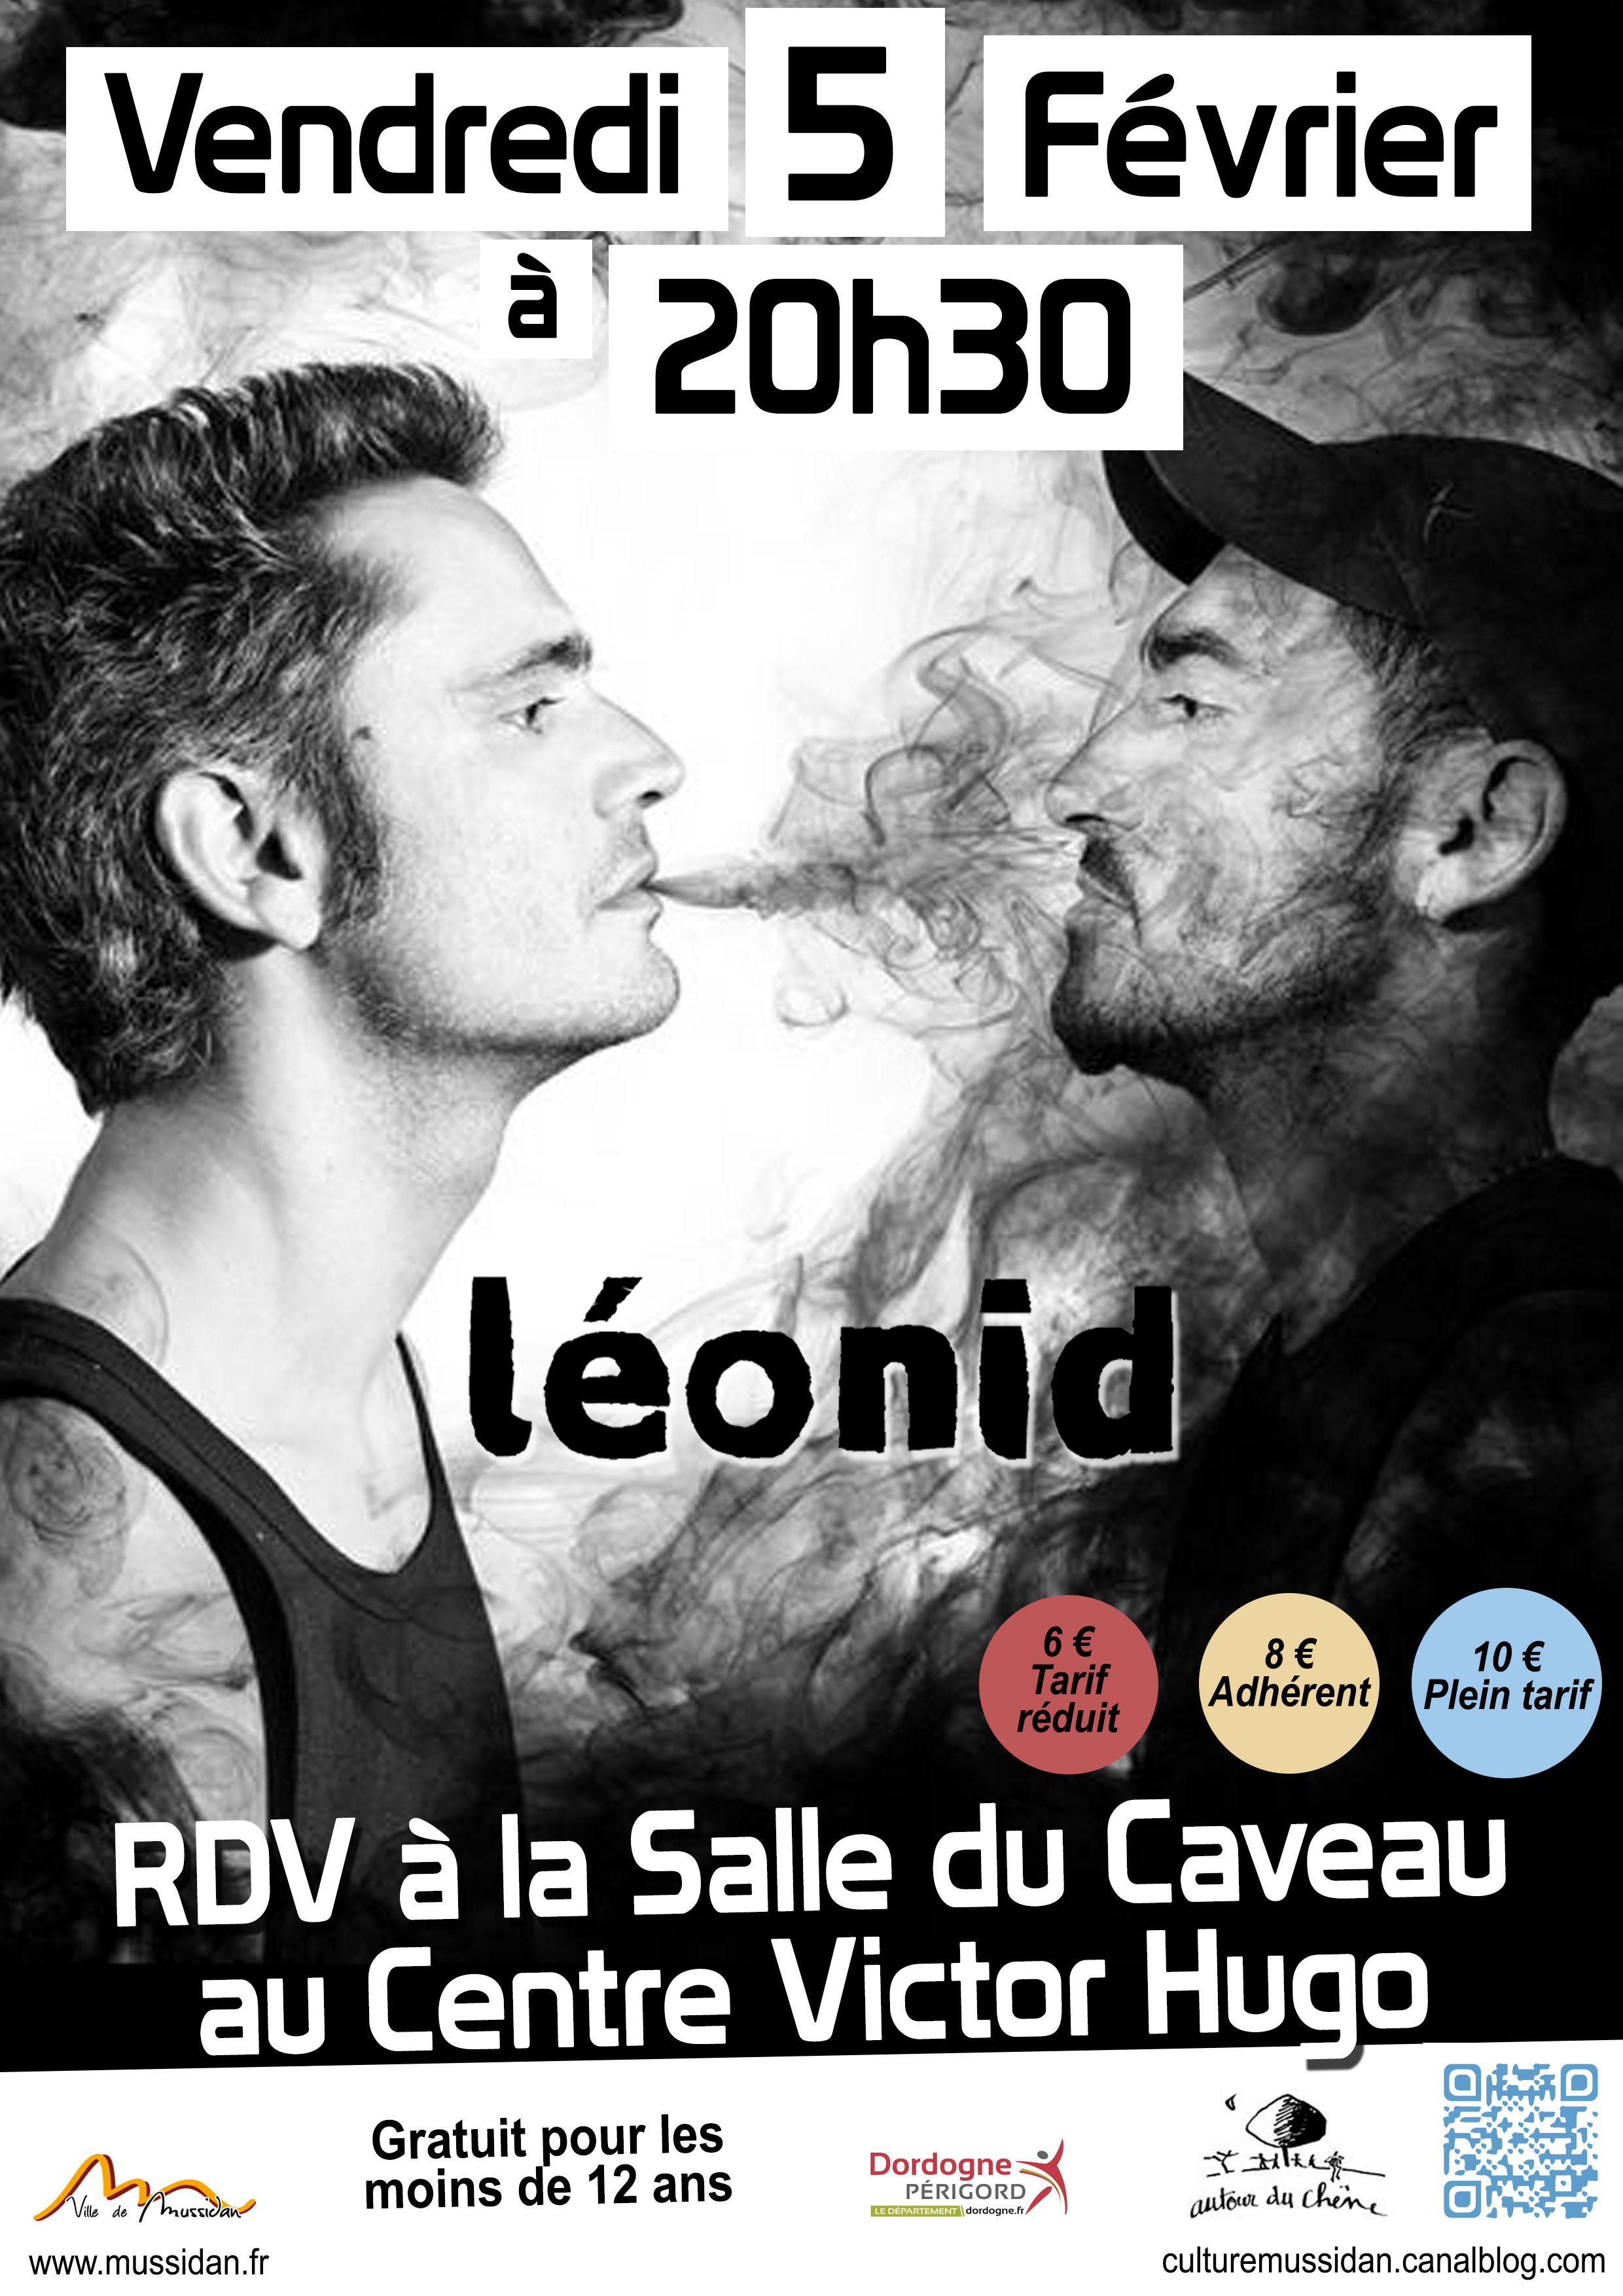 Vendredi 5 Février
à 20h30
léonid
6 €
Tarif
réduit
8 €
Adhérent
10 €
Plein tarif
RDV à la Salle du Caveau
au Centre Victor Hugo
Gratuit pour les
moins de 12 ans
Ville de Mussidan
www.mussidan.fr
Dordogne
PÉRIGORD
LE DÉPARTEMENT dordogne.fr
autour du chêne
culturemussidan.canalblog.com